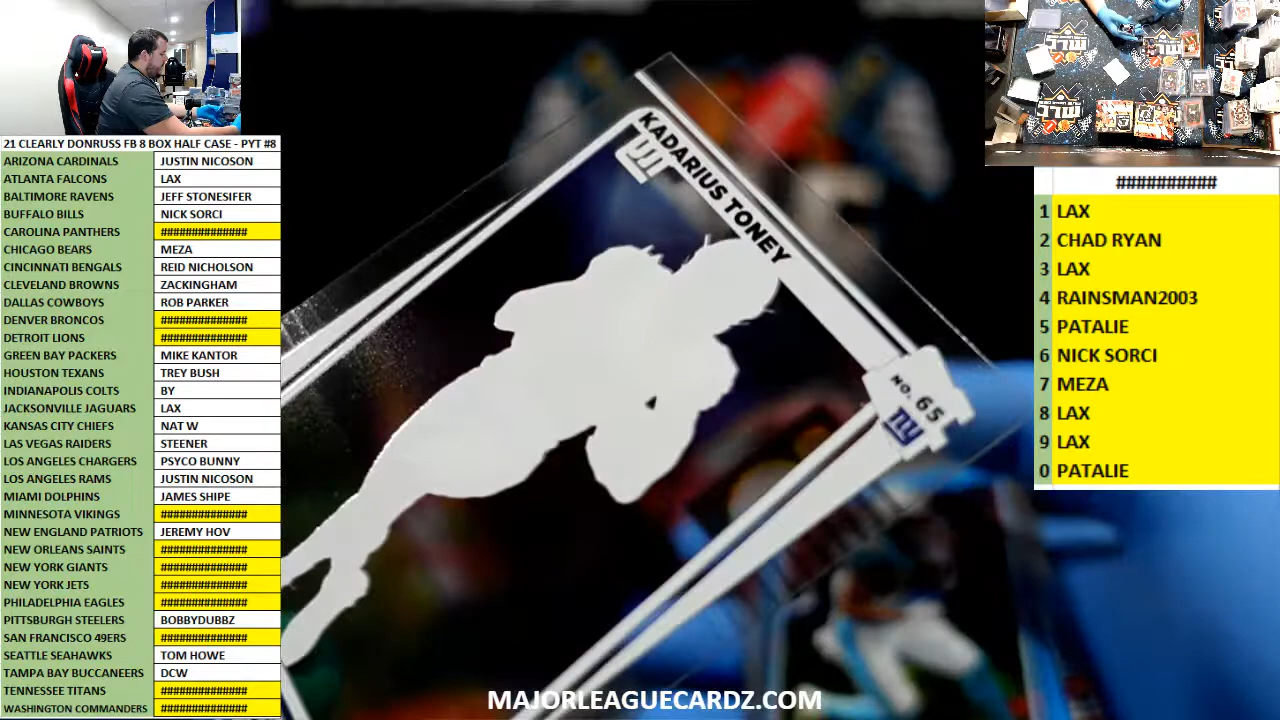 21 CLEARLY DONRUSS FB 8 BOX HALF CASE - PYT #8
ARIZONA CARDINALS JUSTIN NICOSON
ATLANTA FALCONS LAX
BALTIMORE RAVENS JEFF STONESIFER
BUFFALO BILLS NICK SORCI
CAROLINA PANTHERS ##############
CHICAGO BEARS MEZA
CINCINNATI BENGALS REID NICHOLSON
CLEVELAND BROWNS ZACKINGHAM
DALLAS COWBOYS ROB PARKER
DENVER BRONCOS ##############
DETROIT LIONS ##############
GREEN BAY PACKERS MIKE KANTOR
HOUSTON TEXANS TREY BUSH
INDIANAPOLIS COLTS BY
JACKSONVILLE JAGUARS LAX
KANSAS CITY CHIEFS NAT W
LAS VEGAS RAIDERS STEENER
LOS ANGELES CHARGERS PSYCO BUNNY
LOS ANGELES RAMS JUSTIN NICOSON
MIAMI DOLPHINS JAMES SHIPE
MINNESOTA VIKINGS ##############
NEW ENGLAND PATRIOTS JEREMY HOV
NEW ORLEANS SAINTS ##############
NEW YORK GIANTS ##############
NEW YORK JETS ##############
PHILADELPHIA EAGLES ##############
PITTSBURGH STEELERS BOBBYDUBBZ
SAN FRANCISCO 49ERS ##############
SEATTLE SEAHAWKS TOM HOWE
TAMPA BAY BUCCANEERS DCW
TENNESSEE TITANS ##############
WASHINGTON COMMANDERS ##############
KADARIUS TONEY
NO. 65
NY
MAJORLEAGUECARDZ.COM
##########
1 LAX
2 CHAD RYAN
3 LAX
4 RAINSMAN2003
5 PATALIE
6 NICK SORCI
7 MEZA
8 LAX
9 LAX
0 PATALIE